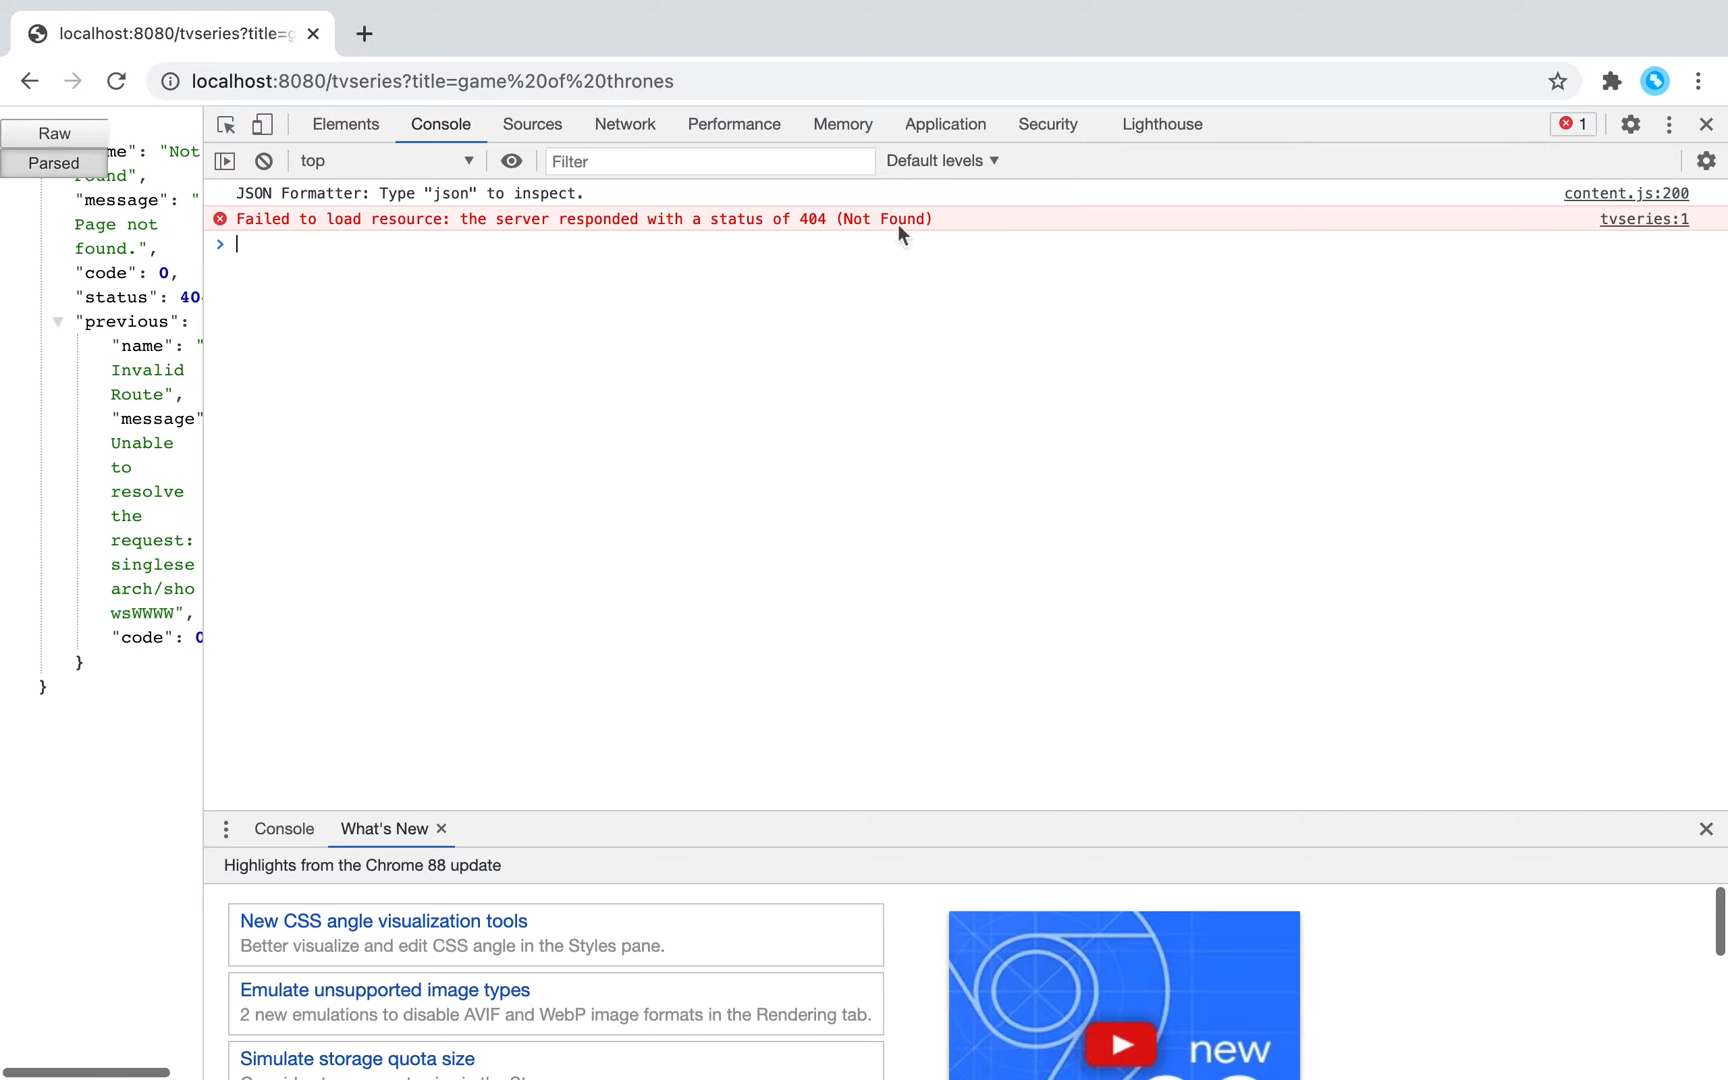 localhost:8080/tvseries?title=g
localhost:8080/tvseries?title=game%20of%20thrones
Raw
Parsed
me": "Not
ound",
"message": "
Page not
found.",
"code": 0,
"status": 40
"previous":
"name": "
Invalid
Route",
"message"
Unable
to
resolve
the
request:
singlese
arch/sho
wsWWWW",
"code": 0
}
}
Elements Console Sources Network Performance Memory Application Security Lighthouse 1
top Filter Default levels
JSON Formatter: Type "json" to inspect. content.js:200
Failed to load resource: the server responded with a status of 404 (Not Found) tvseries:1
Console What's New
Highlights from the Chrome 88 update
New CSS angle visualization tools
Better visualize and edit CSS angle in the Styles pane.
Emulate unsupported image types
2 new emulations to disable AVIF and WebP image formats in the Rendering tab.
Simulate storage quota size
new